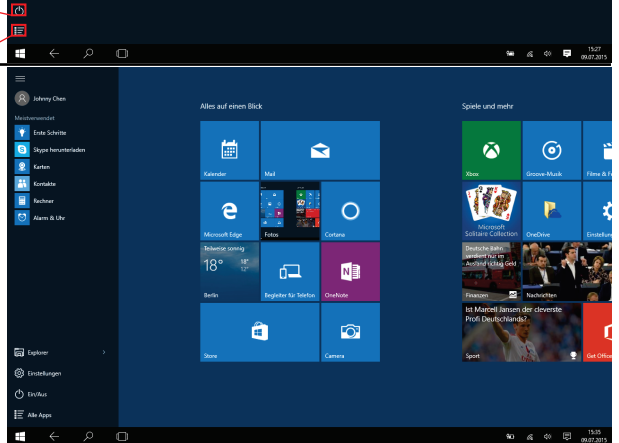 15:27
09.07.2015
Johnny Chen
Meistverwendet
Erste Schritte
Skype herunterladen
Karten
Kontakte
Rechner
Alarm & Uhr
Explorer
Einstellungen
Ein/Aus
Alle Apps
Alles auf einen Blick
Kalender
Mail
Microsoft Edge
Fotos
Cortana
Teilweise sonnig
18°
18°
12°
Berlin
Begleiter für Telefon
OneNote
Store
Camera
Spiele und mehr
Xbox
Groove-Musik
Filme & F
Microsoft
Solitaire Collection
OneDrive
Einstellun
Deutsche Bahn
verdient nur im
Ausland richtig Geld
Finanzen
Nachrichten
Ist Marcell Jansen der cleverste
Profi Deutschlands?
Sport
Get Office
15:35
09.07.2015